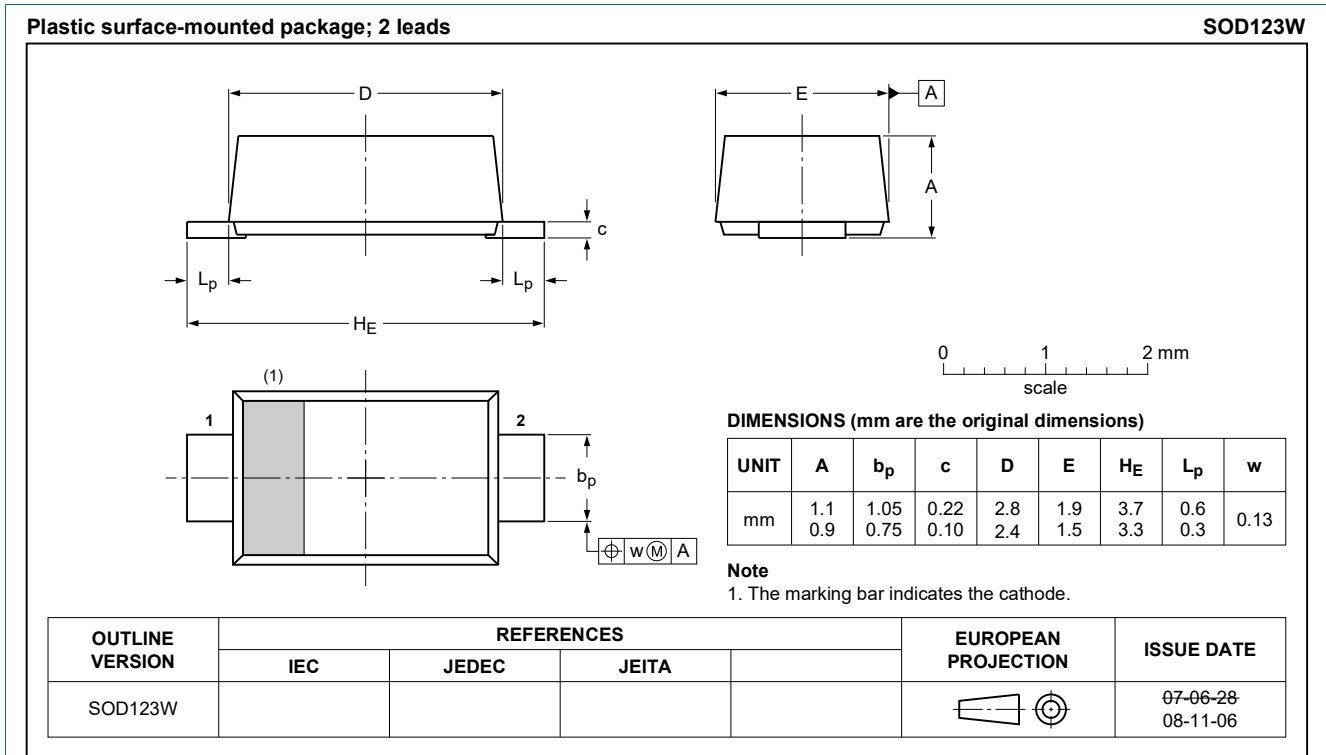 Plastic surface-mounted package; 2 leads
SOD123W
D
E
A
A
c
Lp
Lp
HE
0 1 2 mm
scale
(1)
1
2
bp
w M A
DIMENSIONS (mm are the original dimensions)
UNIT A bp c D E HE Lp w
mm 1.1 1.05 0.22 2.8 1.9 3.7 0.6 0.13
0.9 0.75 0.10 2.4 1.5 3.3 0.3
Note
1. The marking bar indicates the cathode.
OUTLINE VERSION
REFERENCES
IEC JEDEC JEITA
EUROPEAN PROJECTION
ISSUE DATE
SOD123W
07-06-28
08-11-06